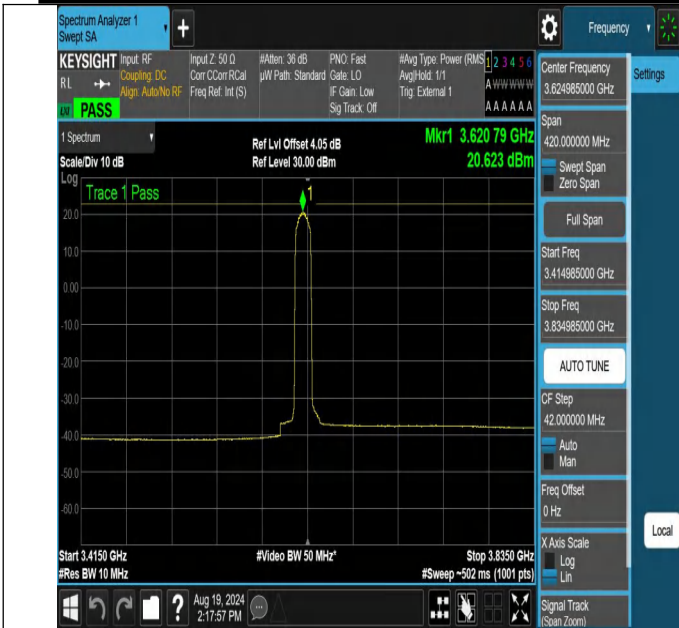 Spectrum Analyzer 1
Swept SA
Frequency
KEYSIGHT
RL
PASS
Input: RF
Coupling: DC
Align: Auto/No RF
Input Z: 50 Ω
Corr CCorr RCal
Freq Ref: Int (S)
#Atten: 36 dB
µW Path: Standard
PNO: Fast
Gate: LO
IF Gain: Low
Sig Track: Off
#Avg Type: Power (RMS
Avg|Hold: 1/1
Trig: External 1
1 2 3 4 5 6
A W W W W W
A A A A A A
1 Spectrum
Scale/Div 10 dB
Ref Lvl Offset 4.05 dB
Ref Level 30.00 dBm
Mkr1 3.620 79 GHz
20.623 dBm
Log
Trace 1 Pass
1
20.0
10.0
0.00
-10.0
-20.0
-30.0
-40.0
-50.0
-60.0
Start 3.4150 GHz
#Res BW 10 MHz
#Video BW 50 MHz*
Stop 3.8350 GHz
#Sweep ~502 ms (1001 pts)
?
Aug 19, 2024
2:17:57 PM
Center Frequency
3.624985000 GHz
Span
420.000000 MHz
Swept Span
Zero Span
Full Span
Start Freq
3.414985000 GHz
Stop Freq
3.834985000 GHz
AUTO TUNE
CF Step
42.000000 MHz
Auto
Man
Freq Offset
0 Hz
X Axis Scale
Log
Lin
Signal Track
(Span Zoom)
Settings
Local